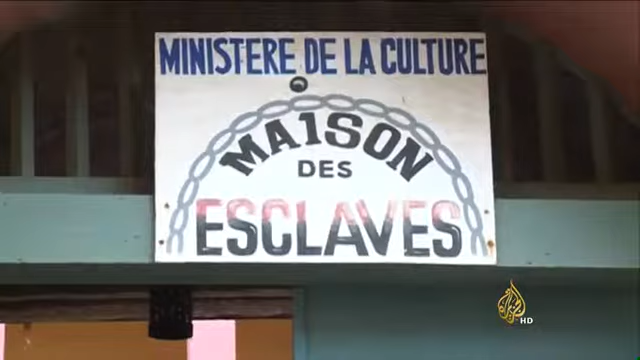 MINISTERE DE LA CULTURE
MAISON
DES
ESCLAVES
HD